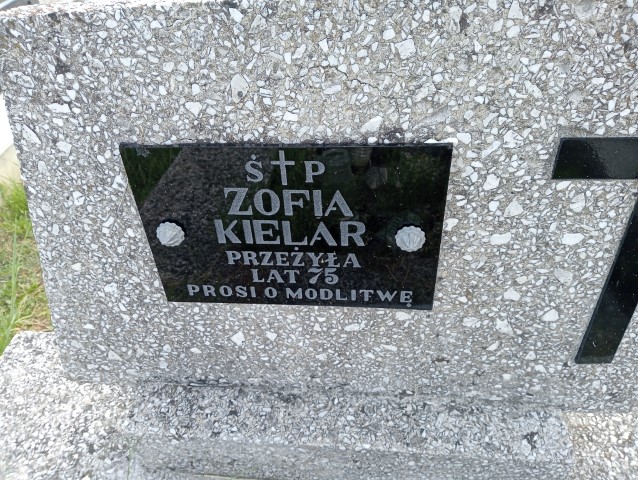 Ś✝P
ZOFIA
KIELAR
PRZEŻYŁA
LAT 75
PROSI O MODLITWĘ